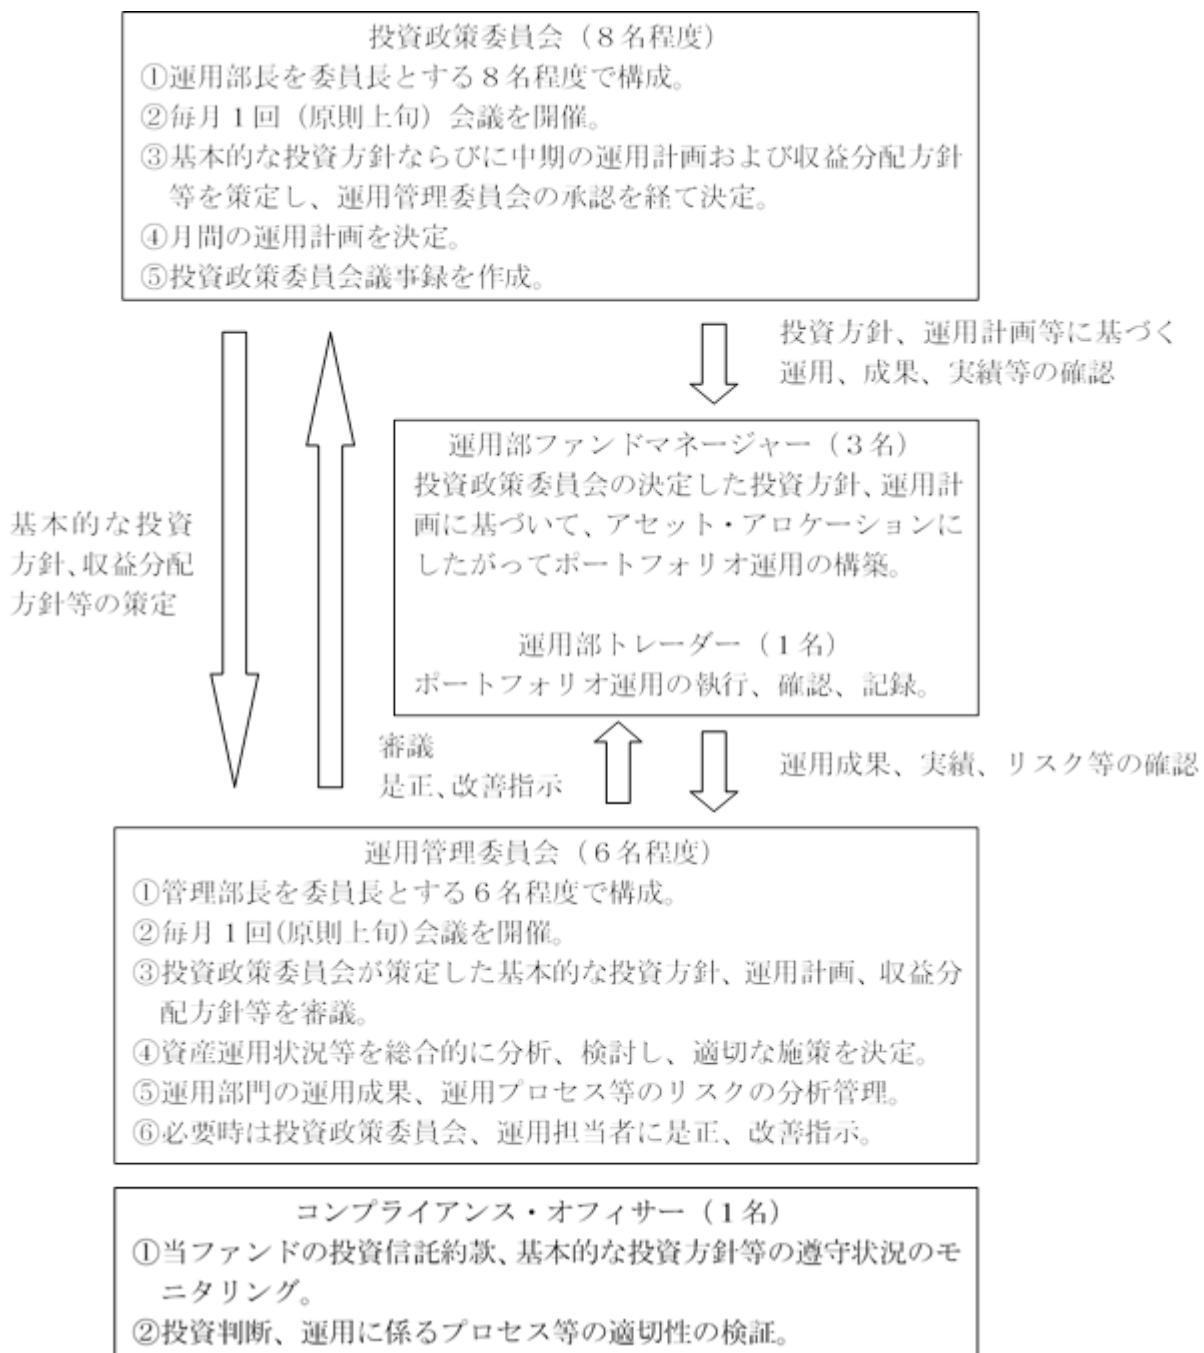 投資政策委員会（８名程度）
①運用部長を委員長とする８名程度で構成。
②毎月１回（原則上旬）会議を開催。
③基本的な投資方針ならびに中期の運用計画および収益分配方針
等を策定し、運用管理委員会の承認を経て決定。
④月間の運用計画を決定。
⑤投資政策委員会議事録を作成。
投資方針、運用計画等に基づく
運用、成果、実績等の確認
運用部ファンドマネージャー（３名）
投資政策委員会の決定した投資方針、運用計
画に基づいて、アセット・アロケーションに
したがってポートフォリオ運用の構築。
運用部トレーダー（１名）
ポートフォリオ運用の執行、確認、記録。
基本的な投資
方針、収益分配
方針等の策定
審議
是正、改善指示
運用成果、実績、リスク等の確認
運用管理委員会（６名程度）
①管理部長を委員長とする６名程度で構成。
②毎月１回(原則上旬)会議を開催。
③投資政策委員会が策定した基本的な投資方針、運用計画、収益分
配方針等を審議。
④資産運用状況等を総合的に分析、検討し、適切な施策を決定。
⑤運用部門の運用成果、運用プロセス等のリスクの分析管理。
⑥必要時は投資政策委員会、運用担当者に是正、改善指示。
コンプライアンス・オフィサー（１名）
①当ファンドの投資信託約款、基本的な投資方針等の遵守状況のモ
ニタリング。
②投資判断、運用に係るプロセス等の適切性の検証。